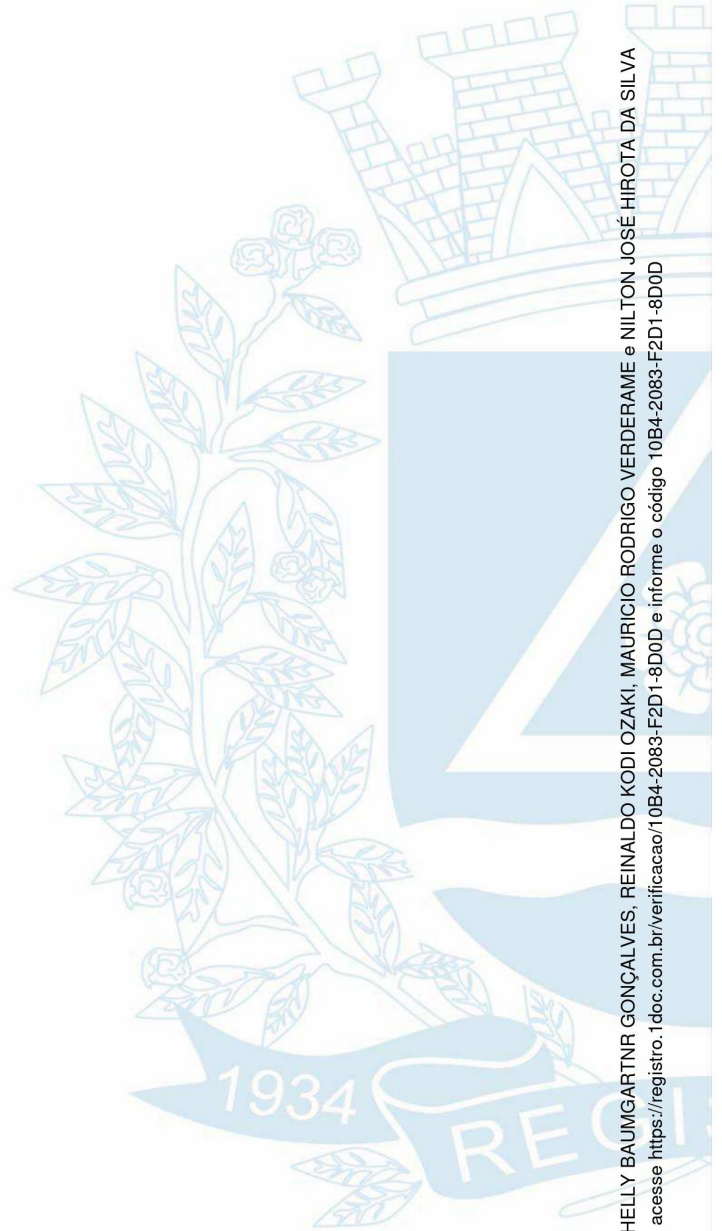 HELLY BAUMGARTNR GONÇALVES, REINALDO KODI OZAKI, MAURICIO RODRIGO VERDERAME e NILTON JOSÉ HIROTA DA SILVA
acesse https://registro.1doc.com.br/verificacao/10B4-2083-F2D1-8D0D e informe o código 10B4-2083-F2D1-8D0D
1934
REGIS